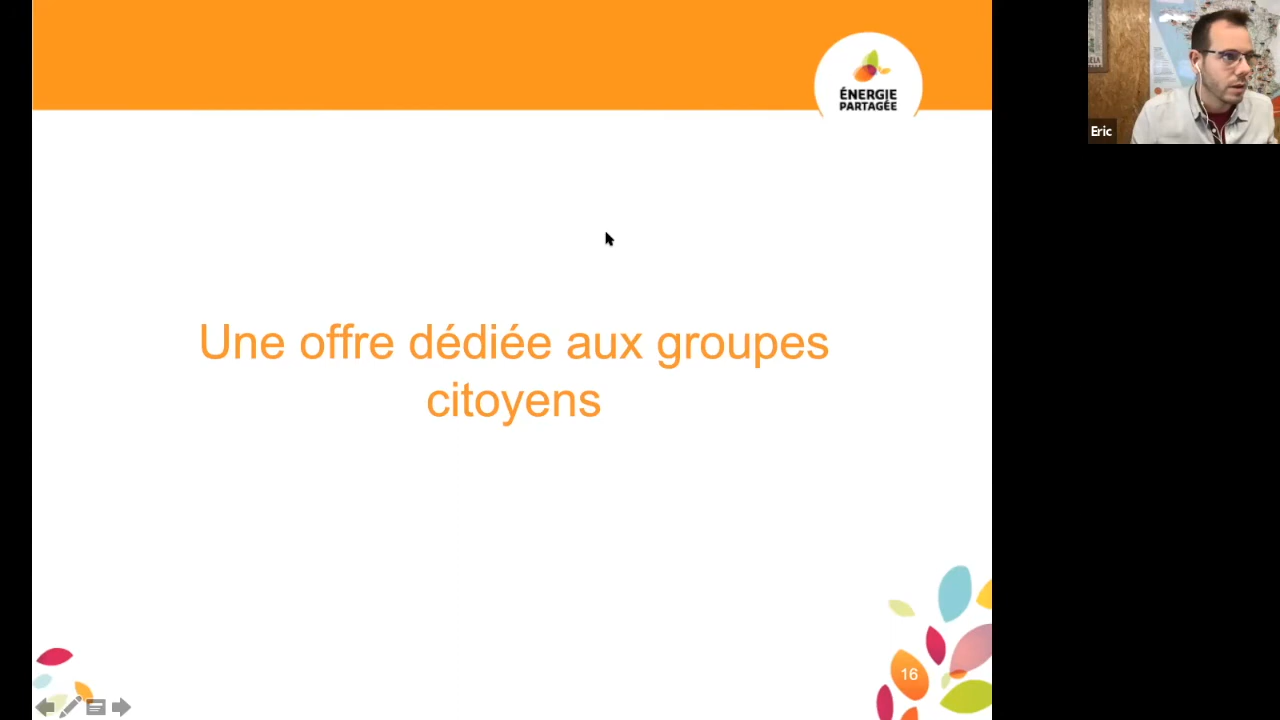 ÉNERGIE
PARTAGÉE
Eric
Une offre dédiée aux groupes
citoyens
16